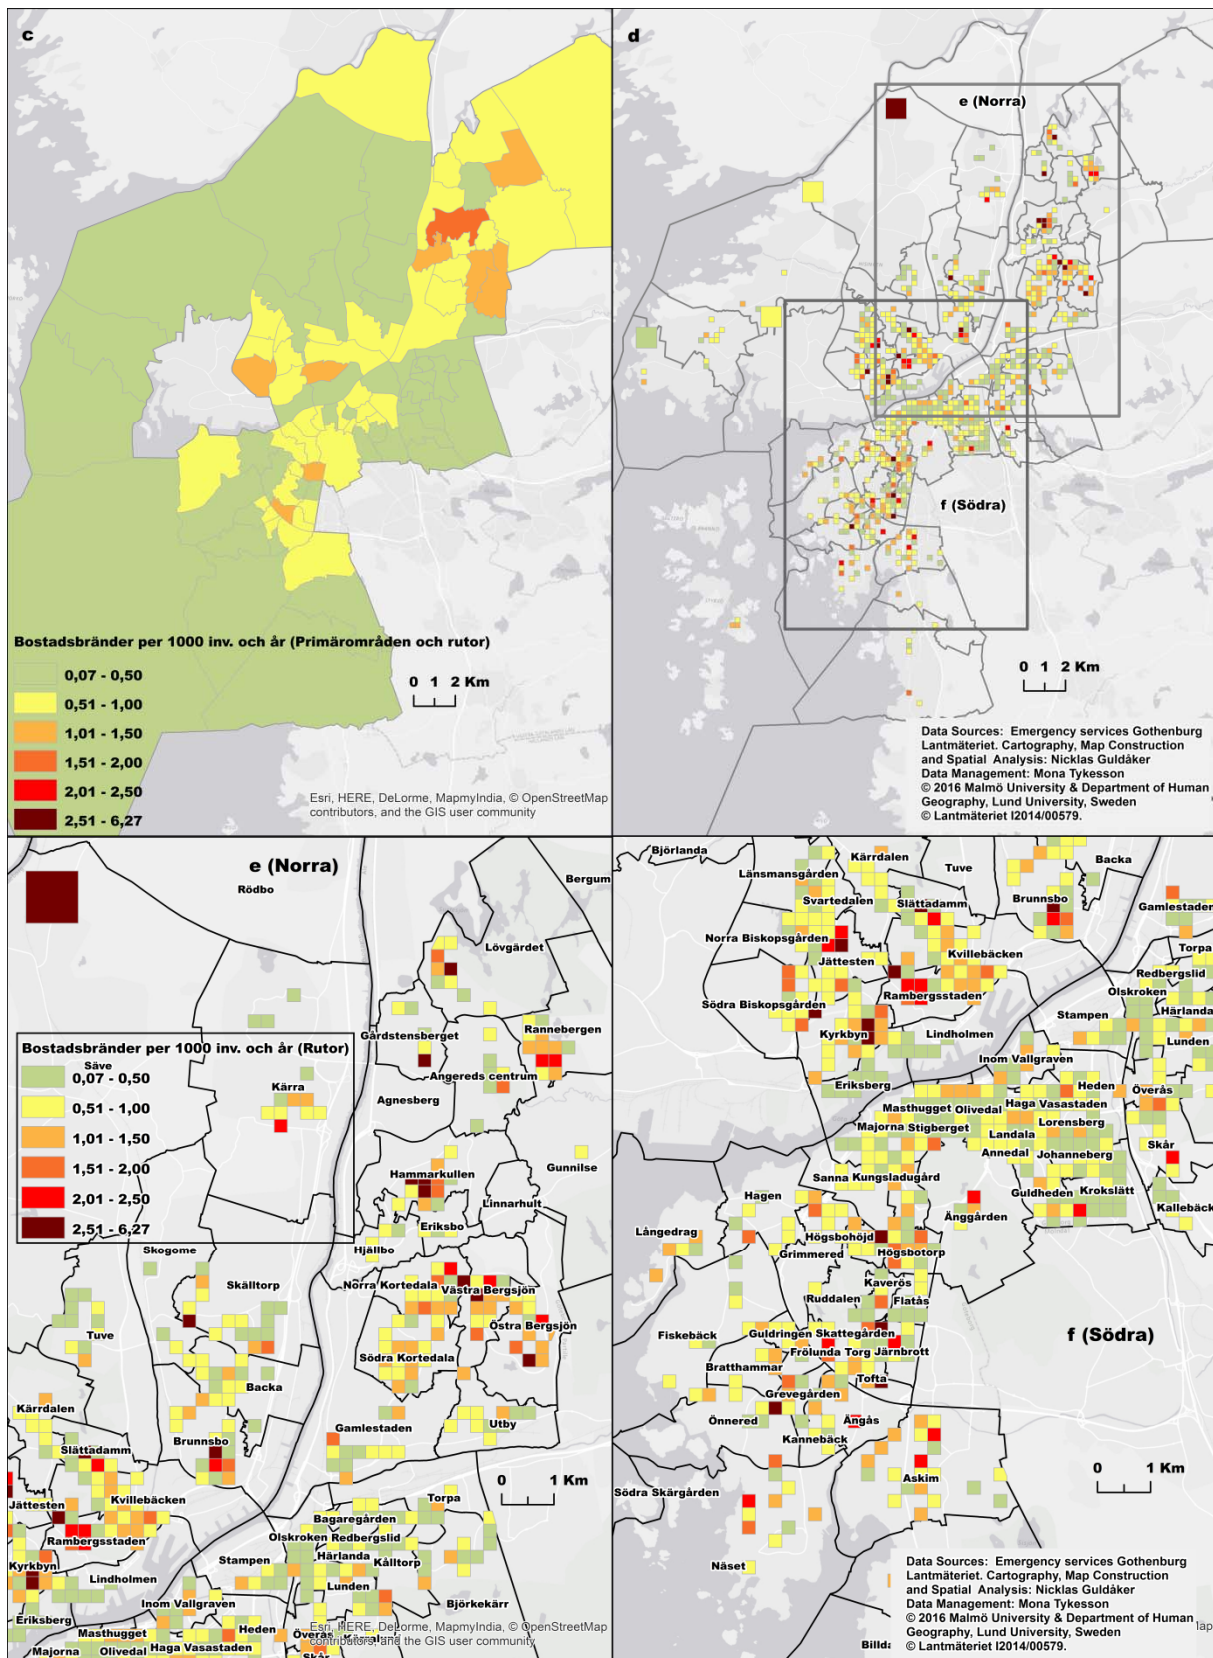 c
Bostadsbränder per 1000 inv. och år (Primärområden och rutor)
0,07 - 0,50
0,51 - 1,00
1,01 - 1,50
1,51 - 2,00
2,01 - 2,50
2,51 - 6,27
0 1 2 Km
Esri, HERE, DeLorme, MapmyIndia, © OpenStreetMap
contributors, and the GIS user community
d
e (Norra)
f (Södra)
0 1 2 Km
Data Sources: Emergency services Gothenburg
Lantmäteriet. Cartography, Map Construction
and Spatial Analysis: Nicklas Guldåker
Data Management: Mona Tykesson
© 2016 Malmö University & Department of Human
Geography, Lund University, Sweden
© Lantmäteriet I2014/00579.
e (Norra)
Rödbo
Bergum
Lövgärdet
Gårdstensberget
Rannebergen
Bostadsbränder per 1000 inv. och år (Rutor)
Säve
0,07 - 0,50
0,51 - 1,00
1,01 - 1,50
1,51 - 2,00
2,01 - 2,50
2,51 - 6,27
Kärra
Angereds centrum
Agnesberg
Gunnilse
Hammarkullen
Linnarhult
Eriksbo
Hjällbo
Skogome
Skälltorp
Norra Kortedala
Västra Bergsjön
Östra Bergsjön
Tuve
Södra Kortedala
Backa
Kärrdalen
Gamlestaden
Utby
Brunnsbo
Slättadamm
0 1 Km
Jättesten
Kvillebäcken
Torpa
Bagaregården
Rambergsstaden
Olskroken
Redbergslid
Stampen
Härlanda
Kålltorp
Kyrkbyn
Lindholmen
Lunden
Inom Vallgraven
Björkekärr
Eriksberg
Masthugget
Heden
Överås
Majorna
Olivedal
Haga
Vasastaden
Skår
Esri, HERE, DeLorme, MapmyIndia, © OpenStreetMap
contributors, and the GIS user community
Björlanda
Kärrdalen
Tuve
Backa
Länsmansgården
Svartedalen
Slättadamm
Brunnsbo
Gamlestaden
Norra Biskopsgården
Torpa
Jättesten
Kvillebäcken
Redbergslid
Olskroken
Södra Biskopsgården
Rambergsstaden
Stampen
Härlanda
Kyrkbyn
Lindholmen
Lunden
Inom Vallgraven
Eriksberg
Heden
Överås
Masthugget
Olivedal
Haga
Vasastaden
Majorna
Stigberget
Landala
Lorensberg
Annedal
Johanneberg
Skår
Sanna
Kungsladugård
Guldheden
Krokslätt
Hagen
Kallebäck
Änggården
Långedrag
Högsbohöjd
Grimmered
Högsbotorp
Kaverös
Ruddalen
Flatås
f (Södra)
Fiskebäck
Guldringen
Skattegården
Frölunda Torg
Järnbrott
Bratthammar
Tofta
Grevegården
Önnered
Ängås
Kannebäck
0 1 Km
Södra Skärgården
Askim
Näset
Data Sources: Emergency services Gothenburg
Lantmäteriet. Cartography, Map Construction
and Spatial Analysis: Nicklas Guldåker
Data Management: Mona Tykesson
© 2016 Malmö University & Department of Human
Geography, Lund University, Sweden
© Lantmäteriet I2014/00579.
Billda